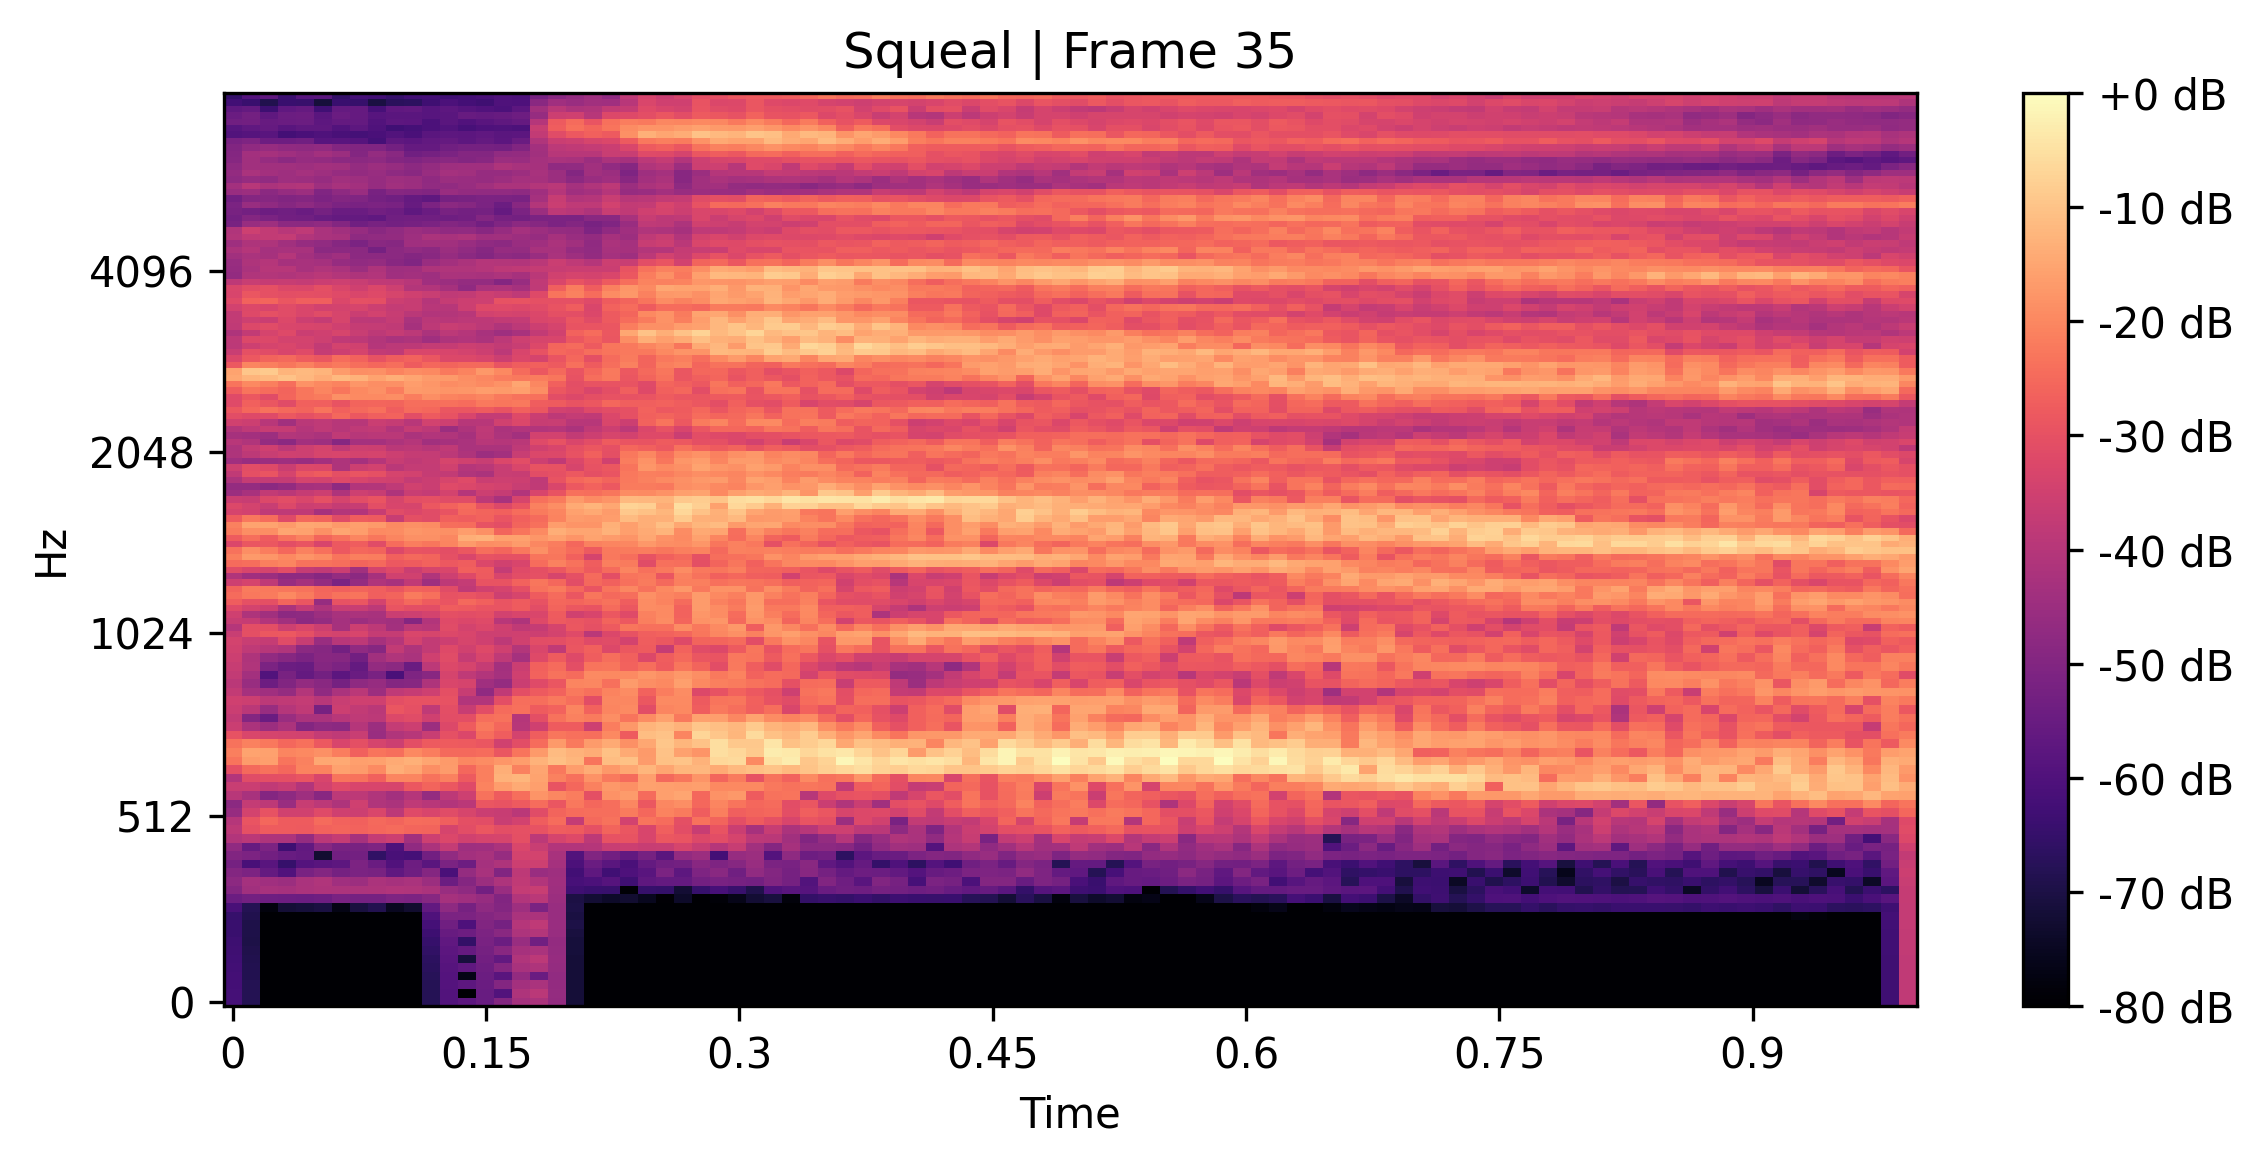 Squeal | Frame 35
Hz
4096
2048
1024
512
0
0 0.15 0.3 0.45 0.6 0.75 0.9
Time
+0 dB
-10 dB
-20 dB
-30 dB
-40 dB
-50 dB
-60 dB
-70 dB
-80 dB